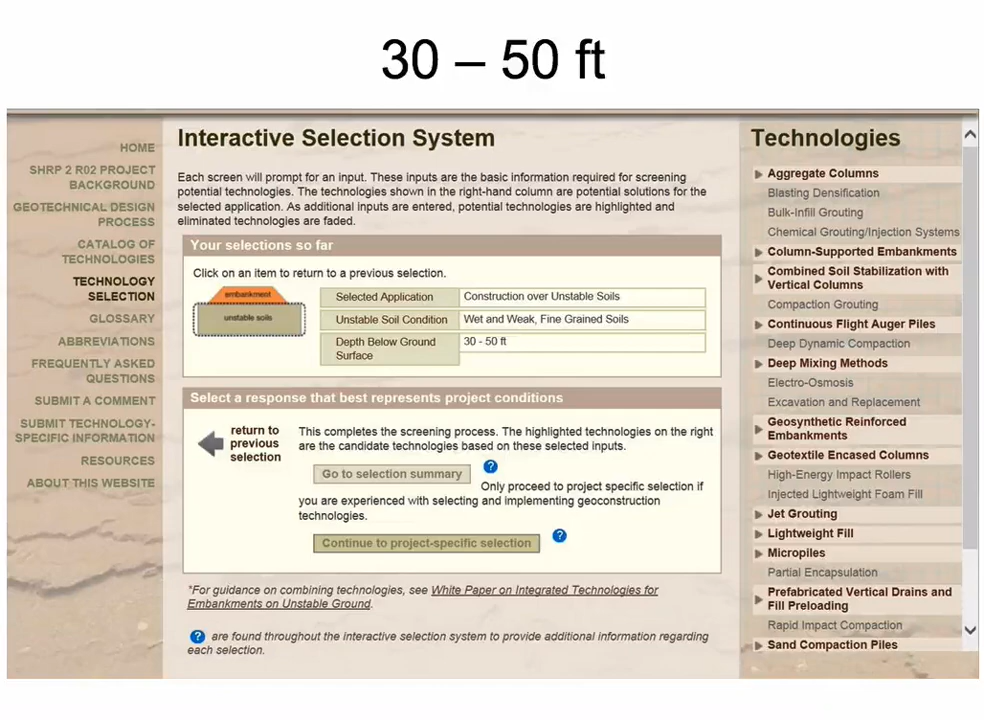 30 – 50 ft
HOME
SHRP 2 R02 PROJECT
BACKGROUND
GEOTECHNICAL DESIGN
PROCESS
CATALOG OF
TECHNOLOGIES
TECHNOLOGY
SELECTION
GLOSSARY
ABBREVIATIONS
FREQUENTLY ASKED
QUESTIONS
SUBMIT A COMMENT
SUBMIT TECHNOLOGY-
SPECIFIC INFORMATION
RESOURCES
ABOUT THIS WEBSITE
Interactive Selection System
Each screen will prompt for an input. These inputs are the basic information required for screening
potential technologies. The technologies shown in the right-hand column are potential solutions for the
selected application. As additional inputs are entered, potential technologies are highlighted and
eliminated technologies are faded.
Your selections so far
Click on an item to return to a previous selection.
embankment
unstable soils
Selected Application Construction over Unstable Soils
Unstable Soil Condition Wet and Weak, Fine Grained Soils
Depth Below Ground
Surface
30 - 50 ft
Select a response that best represents project conditions
return to
previous
selection
This completes the screening process. The highlighted technologies on the right
are the candidate technologies based on these selected inputs.
Go to selection summary ?
Only proceed to project specific selection if
you are experienced with selecting and implementing geoconstruction
technologies.
Continue to project-specific selection ?
*For guidance on combining technologies, see White Paper on Integrated Technologies for
Embankments on Unstable Ground.
? are found throughout the interactive selection system to provide additional information regarding
each selection.
Technologies
Aggregate Columns
Blasting Densification
Bulk-Infill Grouting
Chemical Grouting/Injection Systems
Column-Supported Embankments
Combined Soil Stabilization with
Vertical Columns
Compaction Grouting
Continuous Flight Auger Piles
Deep Dynamic Compaction
Deep Mixing Methods
Electro-Osmosis
Excavation and Replacement
Geosynthetic Reinforced
Embankments
Geotextile Encased Columns
High-Energy Impact Rollers
Injected Lightweight Foam Fill
Jet Grouting
Lightweight Fill
Micropiles
Partial Encapsulation
Prefabricated Vertical Drains and
Fill Preloading
Rapid Impact Compaction
Sand Compaction Piles